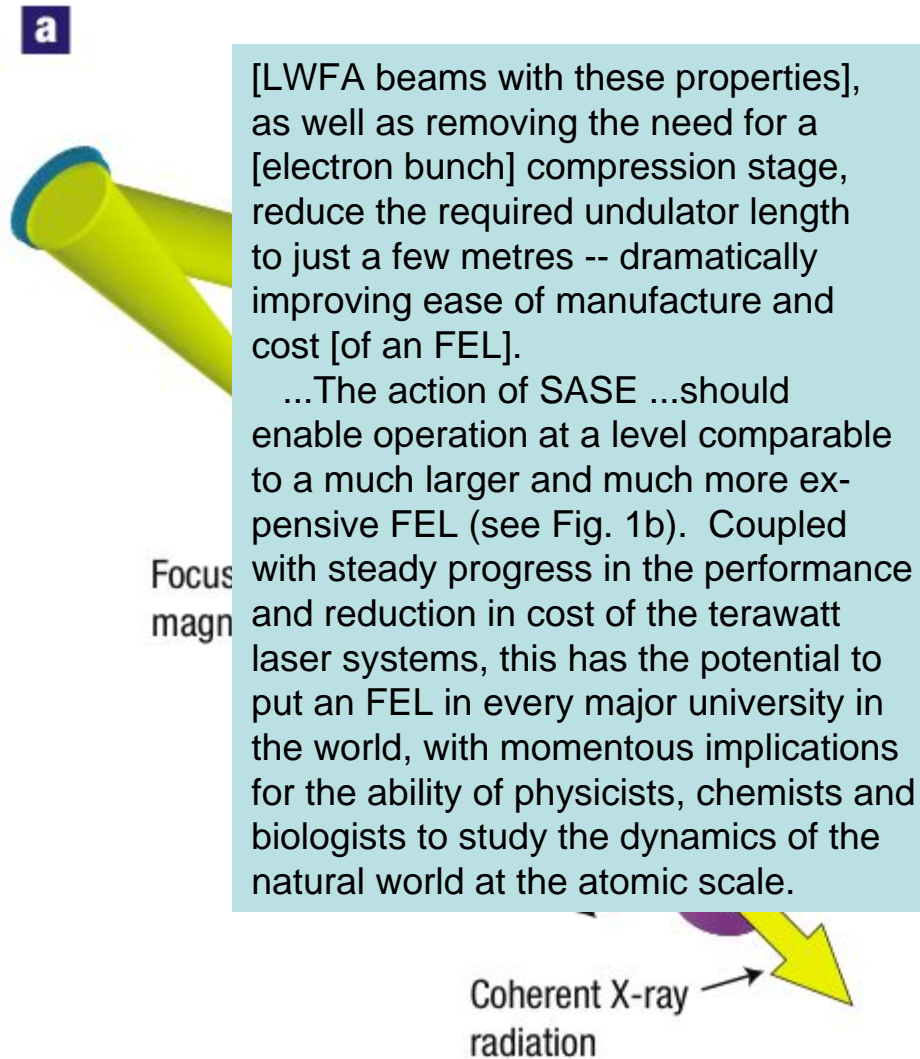 a
[LWFA beams with these properties],
as well as removing the need for a
[electron bunch] compression stage,
reduce the required undulator length
to just a few metres -- dramatically
improving ease of manufacture and
cost [of an FEL].
...The action of SASE ...should
enable operation at a level comparable
to a much larger and much more ex-
pensive FEL (see Fig. 1b). Coupled
with steady progress in the performance
and reduction in cost of the terawatt
laser systems, this has the potential to
put an FEL in every major university in
the world, with momentous implications
for the ability of physicists, chemists and
biologists to study the dynamics of the
natural world at the atomic scale.
Focus
magn
Coherent X-ray
radiation